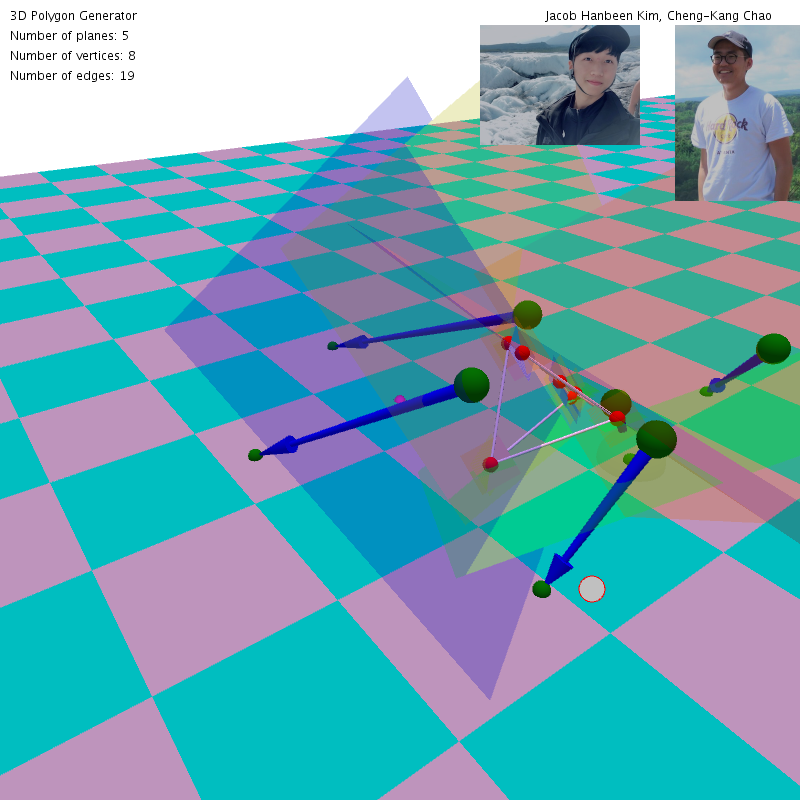 3D Polygon Generator
Jacob Hanbeen Kim, Cheng-Kang Chao
Number of planes: 5
Number of vertices: 8
Number of edges: 19